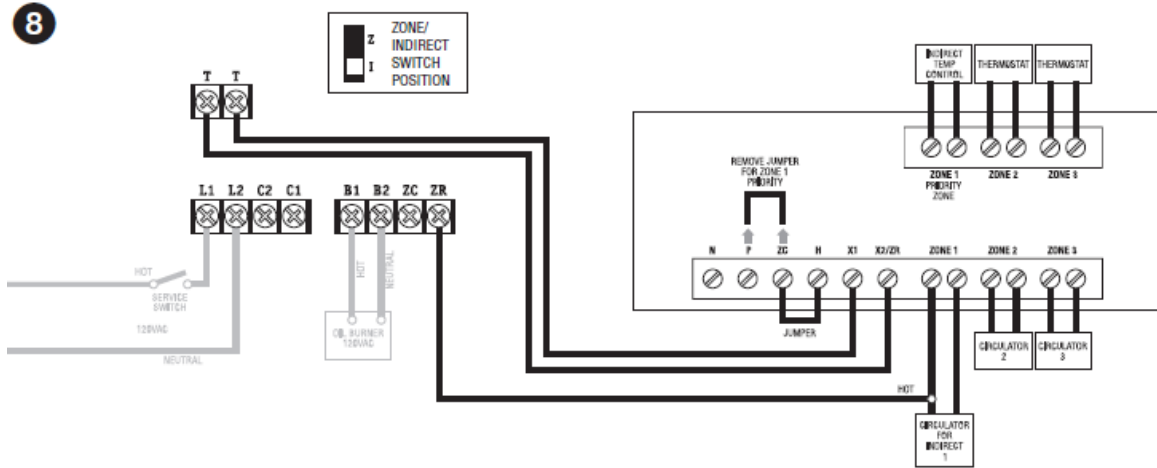 8
Z
I
ZONE/
INDIRECT
SWITCH
POSITION
T T
L1 L2 C2 C1
B1 B2 ZC ZR
HOT
SERVICE
SWITCH
120VAC
NEUTRAL
HOT
NEUTRAL
OIL BURNER
120VAC
INDIRECT
TEMP
CONTROL
THERMOSTAT
THERMOSTAT
ZONE 1
PRIORITY
ZONE
ZONE 2
ZONE 3
REMOVE JUMPER
FOR ZONE 1
PRIORITY
N P ZC H X1 X2/ZR ZONE 1 ZONE 2 ZONE 3
JUMPER
HOT
CIRCULATOR
2
CIRCULATOR
3
CIRCULATOR
FOR
INDIRECT
1